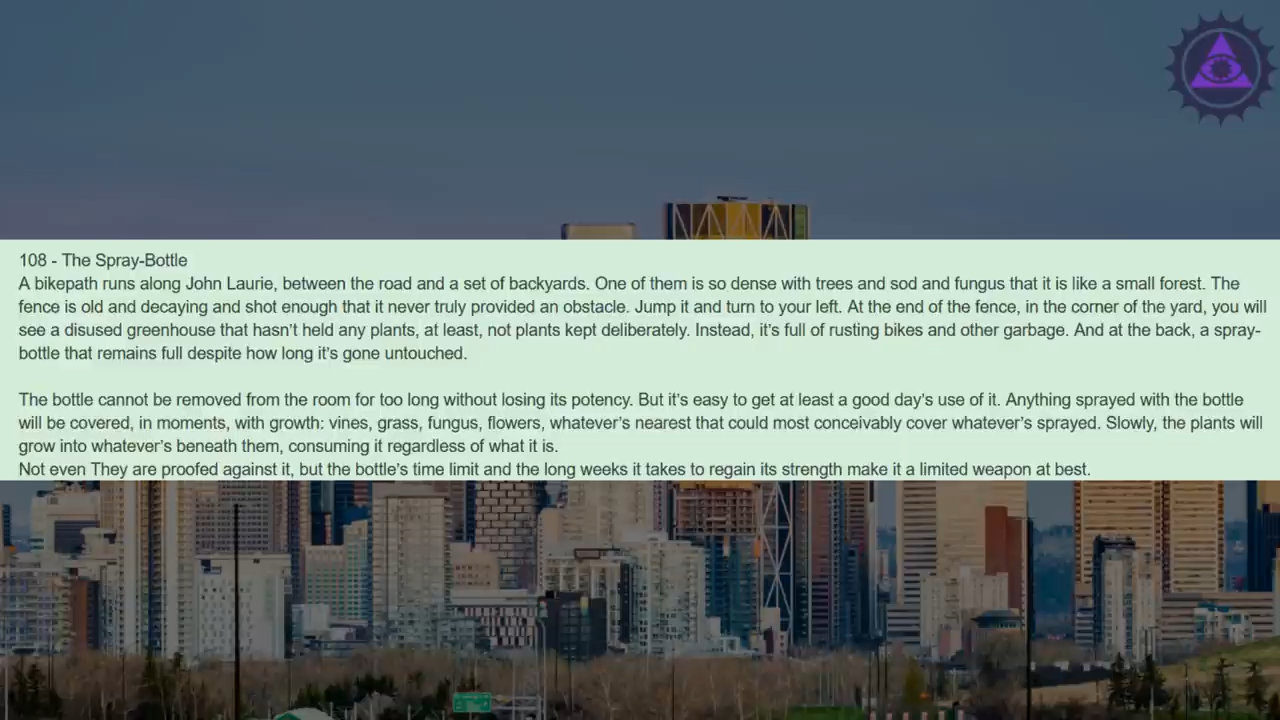 108 - The Spray-Bottle
A bikepath runs along John Laurie, between the road and a set of backyards. One of them is so dense with trees and sod and fungus that it is like a small forest. The
fence is old and decaying and shot enough that it never truly provided an obstacle. Jump it and turn to your left. At the end of the fence, in the corner of the yard, you will
see a disused greenhouse that hasn't held any plants, at least, not plants kept deliberately. Instead, it's full of rusting bikes and other garbage. And at the back, a spray-
bottle that remains full despite how long it's gone untouched.
The bottle cannot be removed from the room for too long without losing its potency. But it's easy to get at least a good day's use of it. Anything sprayed with the bottle
will be covered, in moments, with growth: vines, grass, fungus, flowers, whatever's nearest that could most conceivably cover whatever's sprayed. Slowly, the plants will
grow into whatever's beneath them, consuming it regardless of what it is.
Not even They are proofed against it, but the bottle's time limit and the long weeks it takes to regain its strength make it a limited weapon at best.